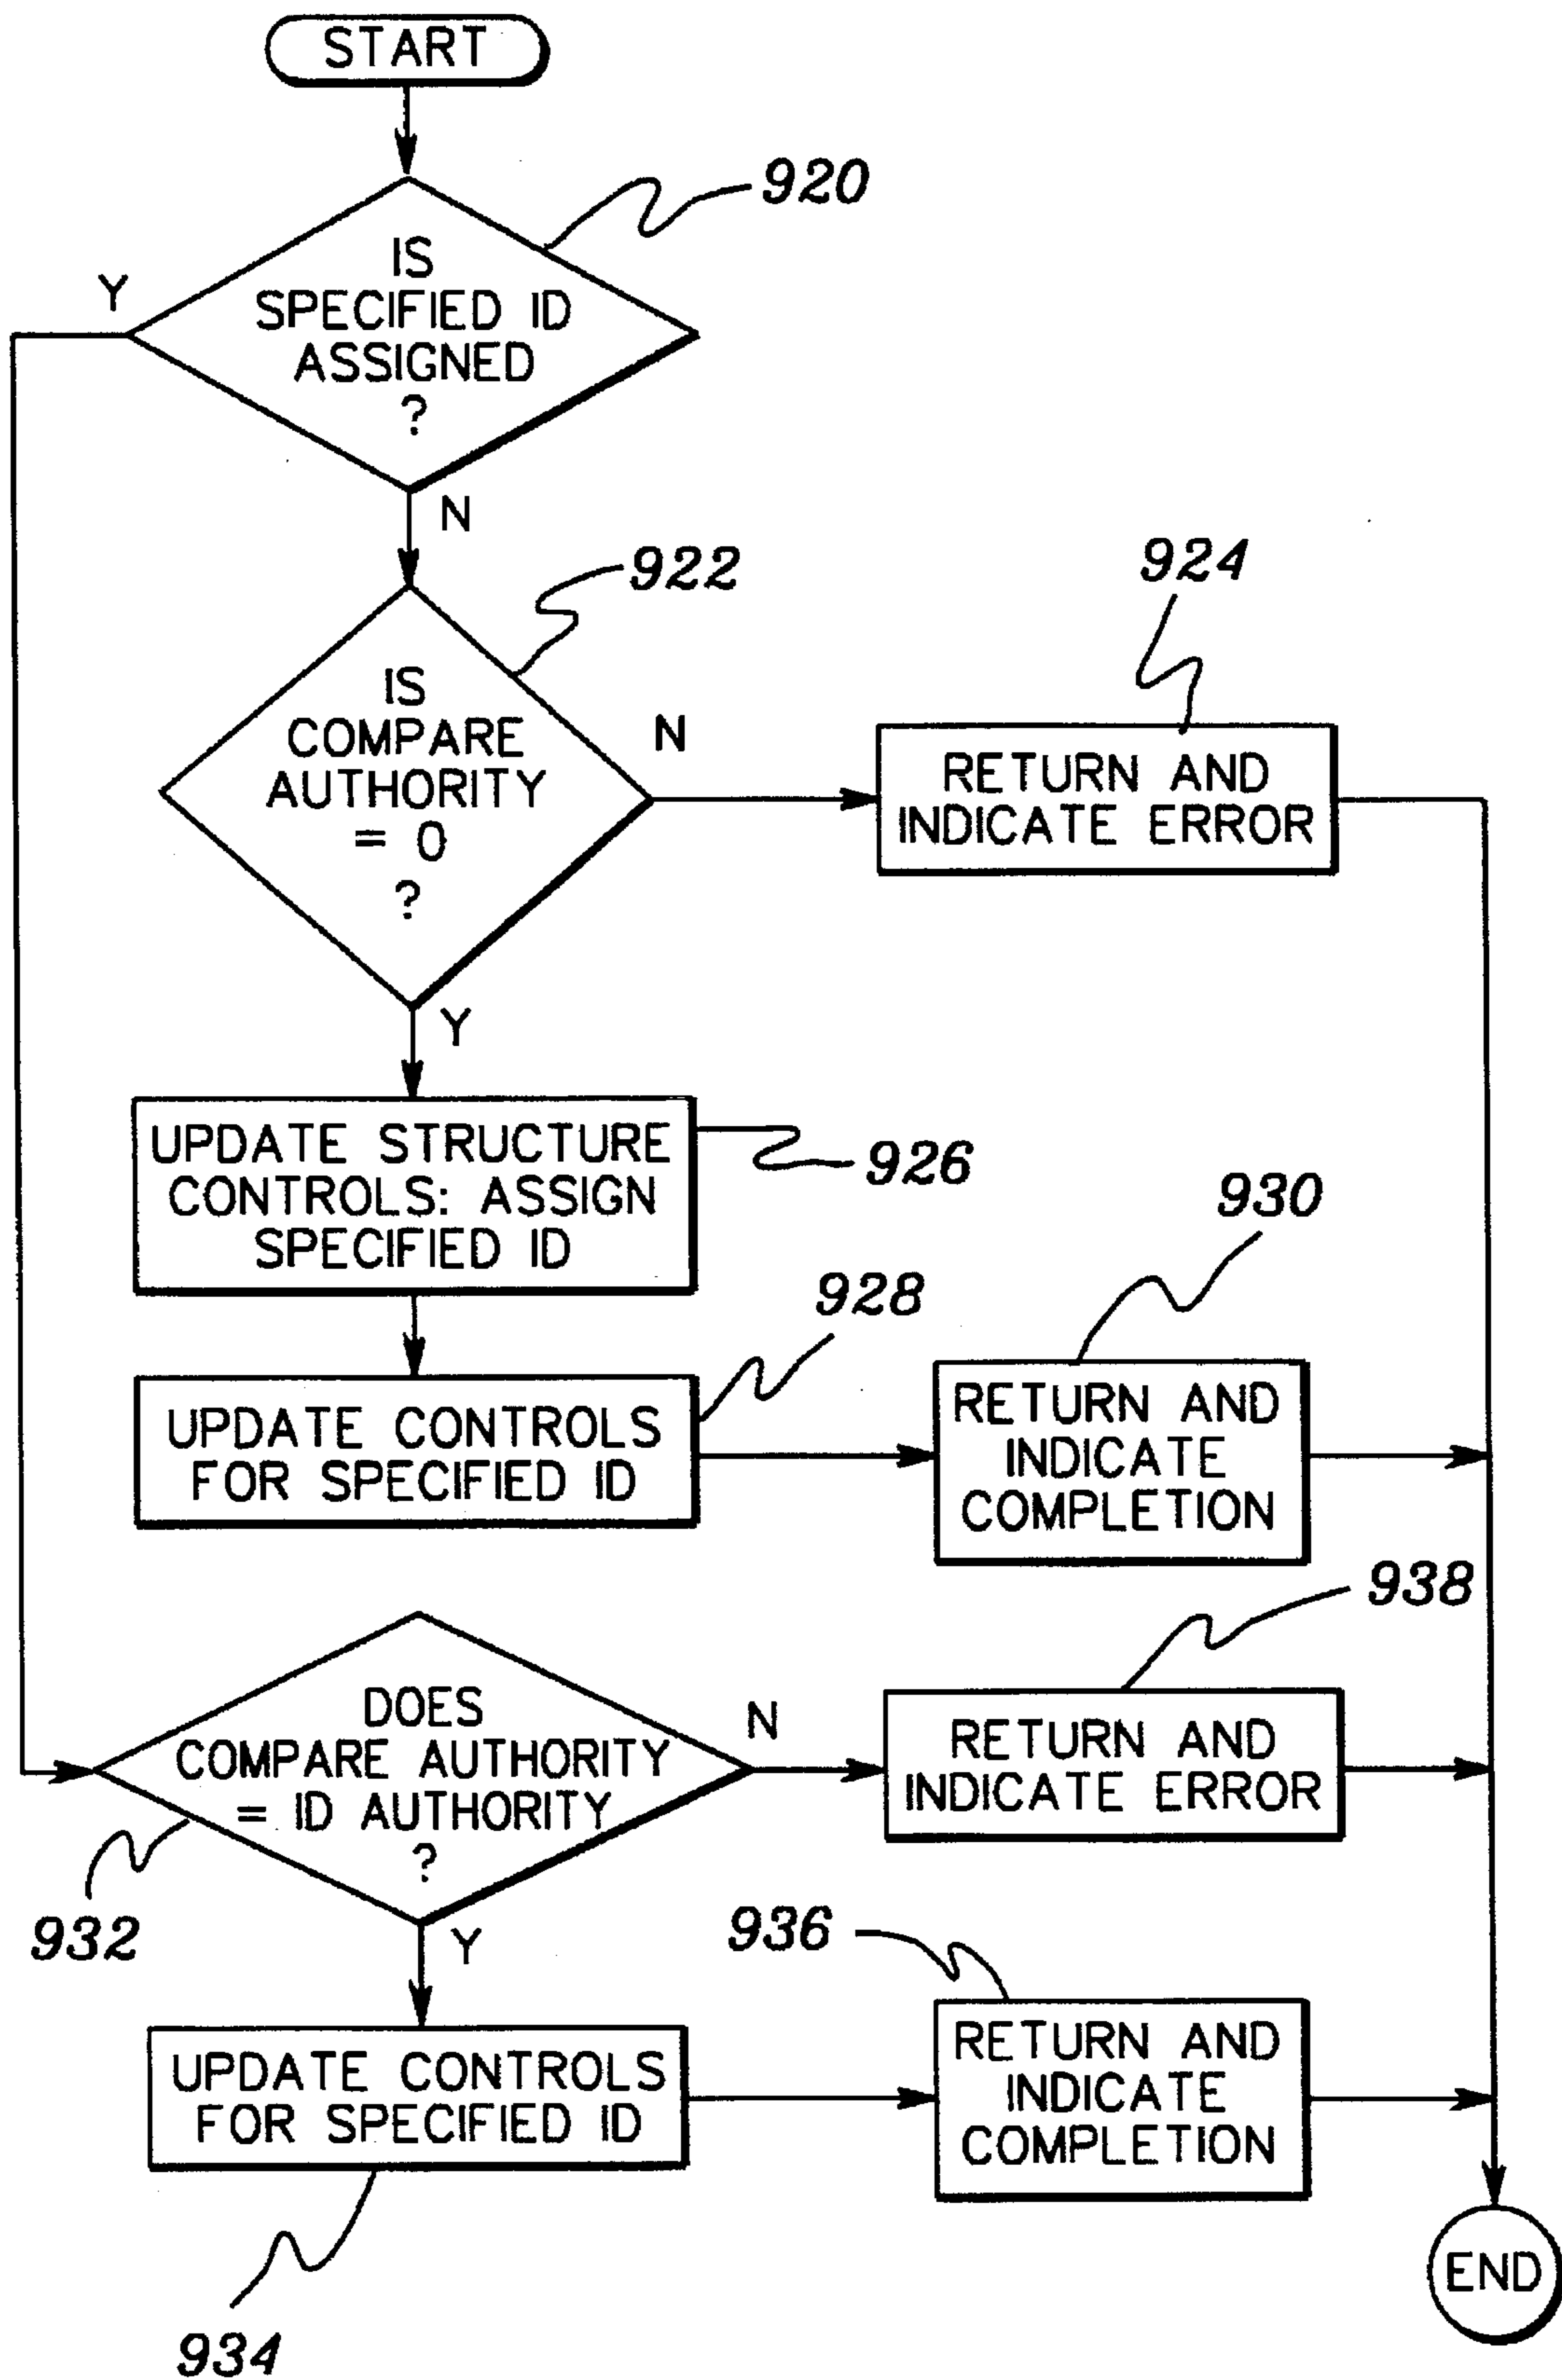 START
920
IS
SPECIFIED ID
ASSIGNED
?
Y
N
922
924
IS
COMPARE
AUTHORITY
= 0
?
N
RETURN AND
INDICATE ERROR
Y
UPDATE STRUCTURE
CONTROLS: ASSIGN
SPECIFIED ID
926
930
928
UPDATE CONTROLS
FOR SPECIFIED ID
RETURN AND
INDICATE
COMPLETION
938
DOES
COMPARE AUTHORITY
= ID AUTHORITY
?
N
RETURN AND
INDICATE ERROR
932
Y
936
UPDATE CONTROLS
FOR SPECIFIED ID
RETURN AND
INDICATE
COMPLETION
934
END